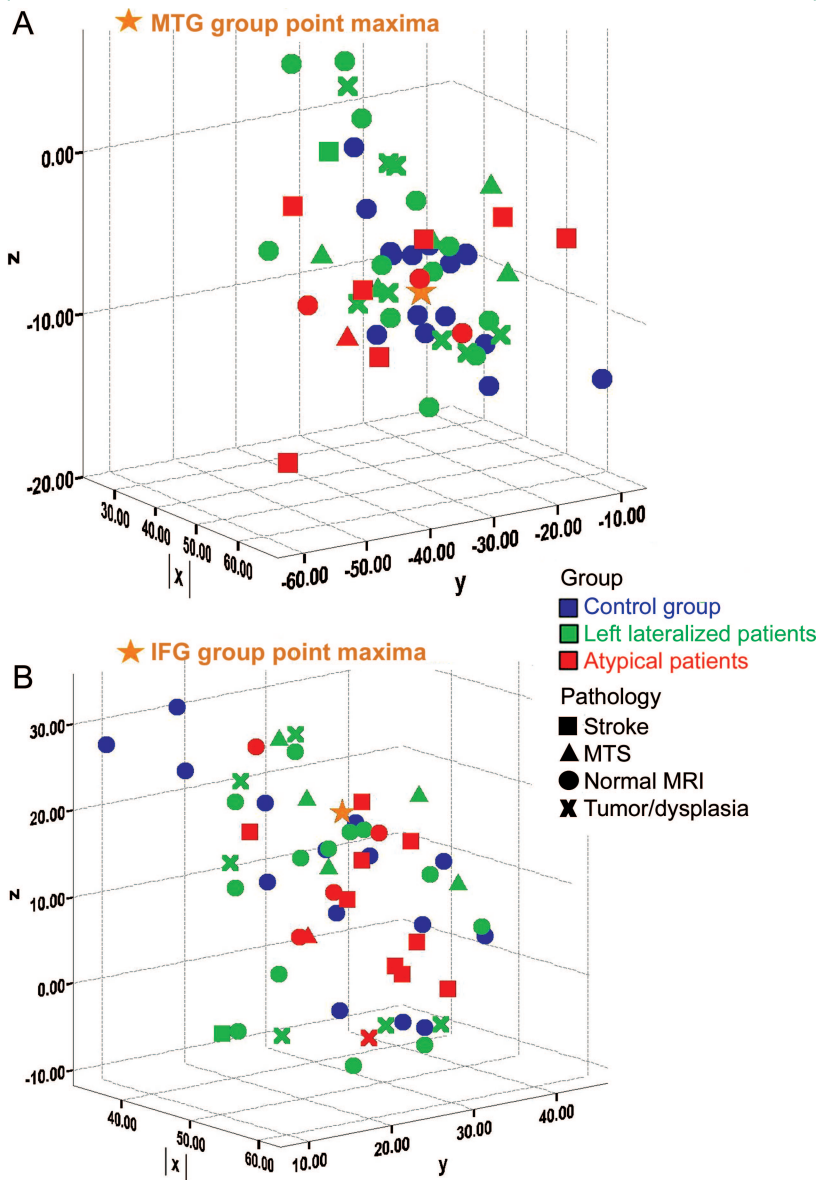 A
MTG group point maxima
0.00
-10.00
-20.00
z
30.00
40.00
50.00
60.00
|x|
-60.00
-50.00
-40.00
-30.00
-20.00
-10.00
y
Group
Control group
Left lateralized patients
Atypical patients
Pathology
Stroke
MTS
Normal MRI
Tumor/dysplasia
IFG group point maxima
B
30.00
20.00
10.00
0.00
-10.00
z
40.00
50.00
60.00
|x|
10.00
20.00
30.00
40.00
y